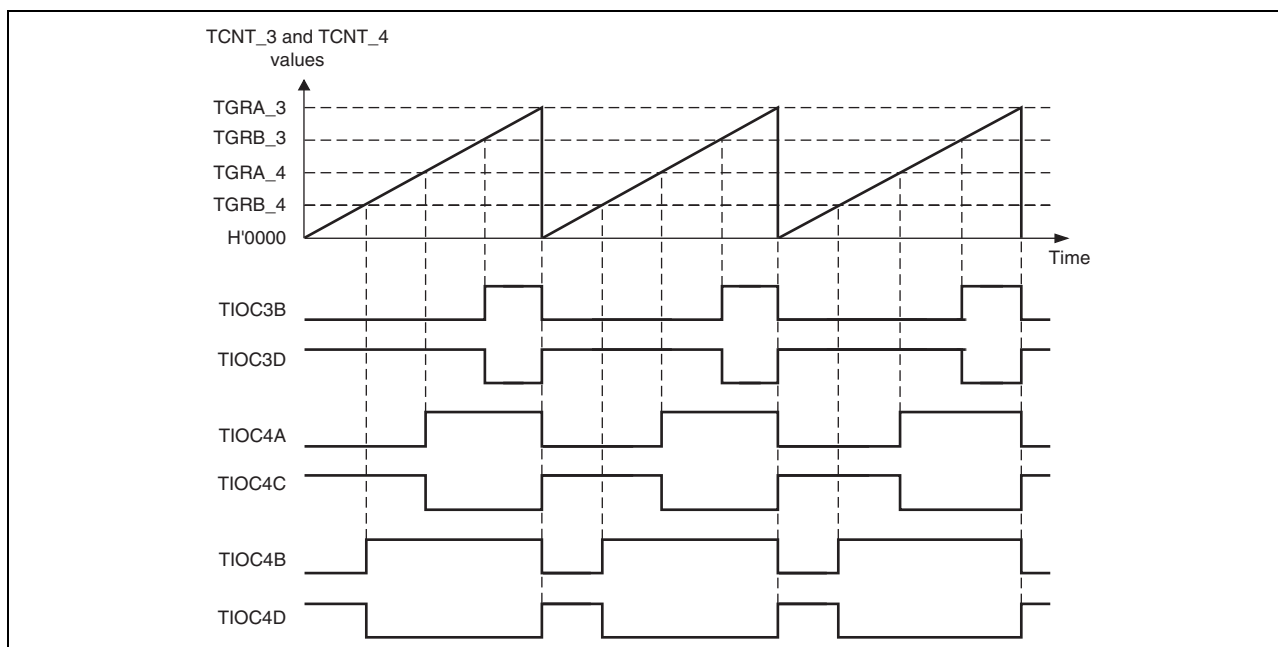 TCNT_3 and TCNT_4
values
TGRA_3
TGRB_3
TGRA_4
TGRB_4
H'0000
Time
TIOC3B
TIOC3D
TIOC4A
TIOC4C
TIOC4B
TIOC4D